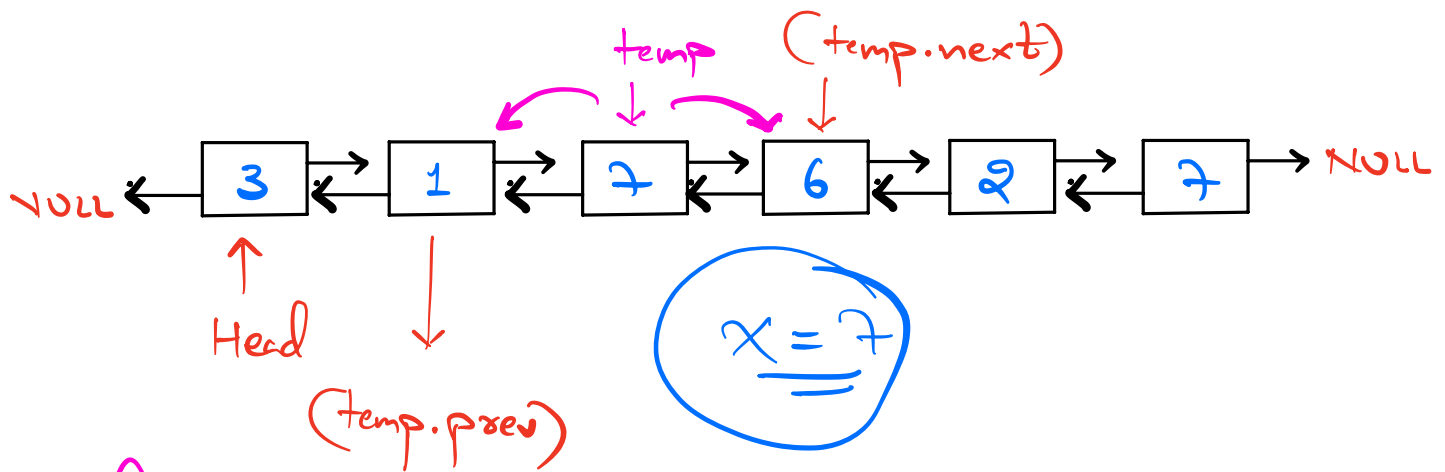 temp (temp.next)
NULL 3 1 7 6 2 7 NULL
Head x = 7
(temp.prev)